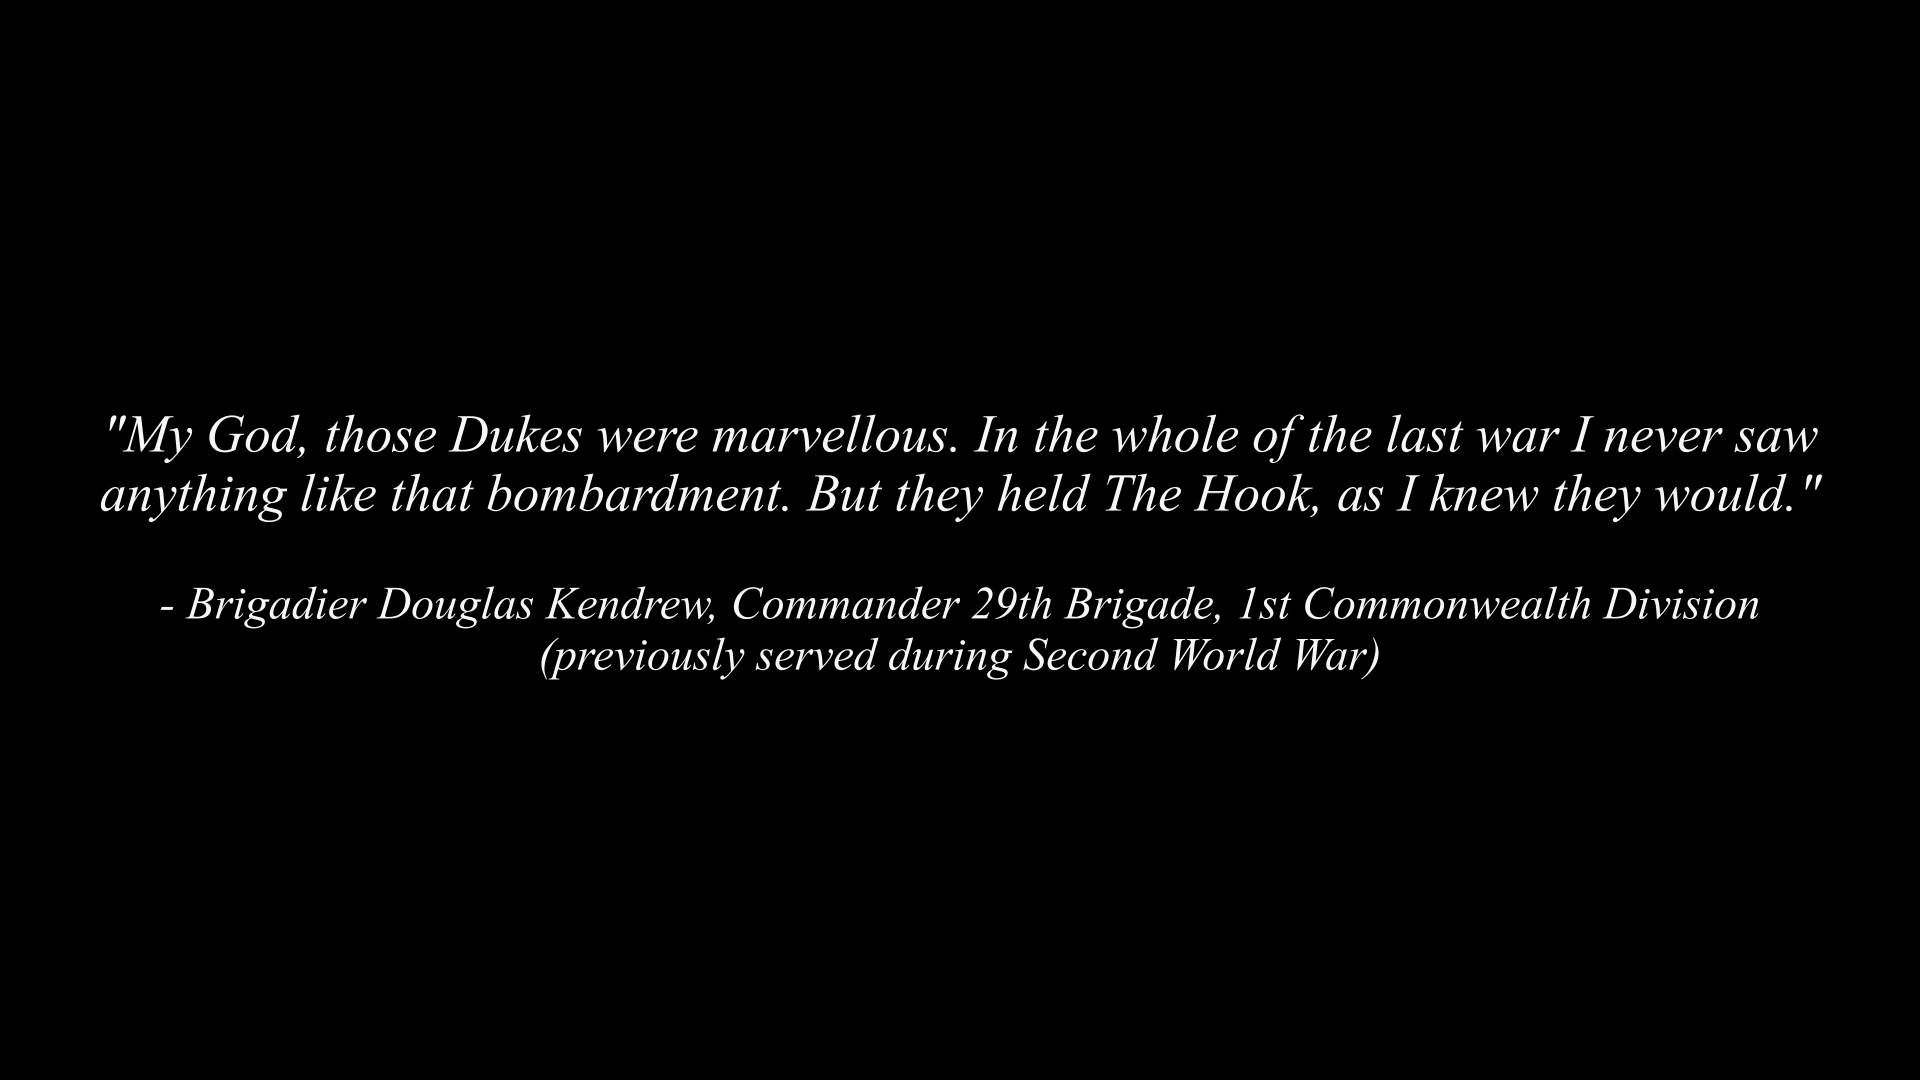 "My God, those Dukes were marvellous. In the whole of the last war I never saw
anything like that bombardment. But they held The Hook, as I knew they would."
- Brigadier Douglas Kendrew, Commander 29th Brigade, 1st Commonwealth Division
(previously served during Second World War)